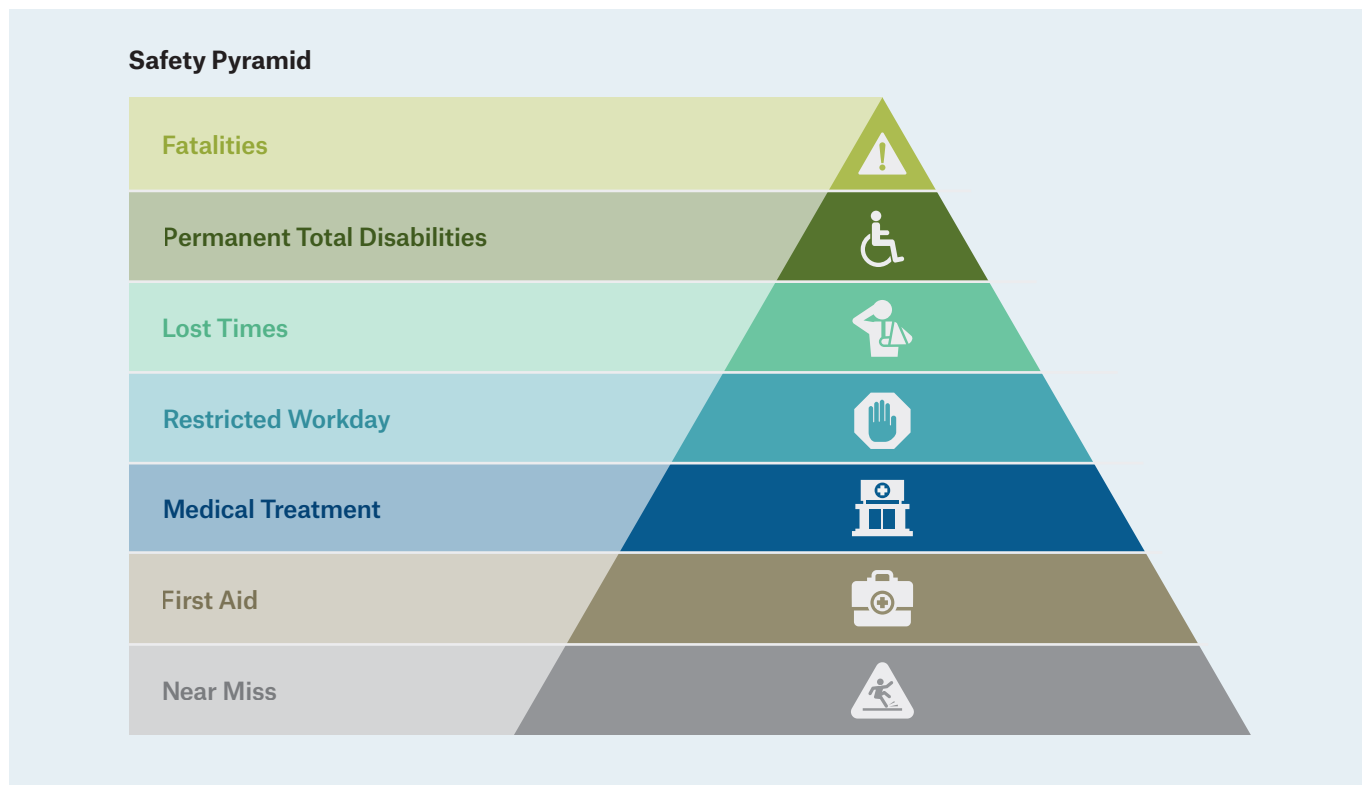 Safety Pyramid
Fatalities
Permanent Total Disabilities
Lost Times
Restricted Workday
Medical Treatment
First Aid
Near Miss